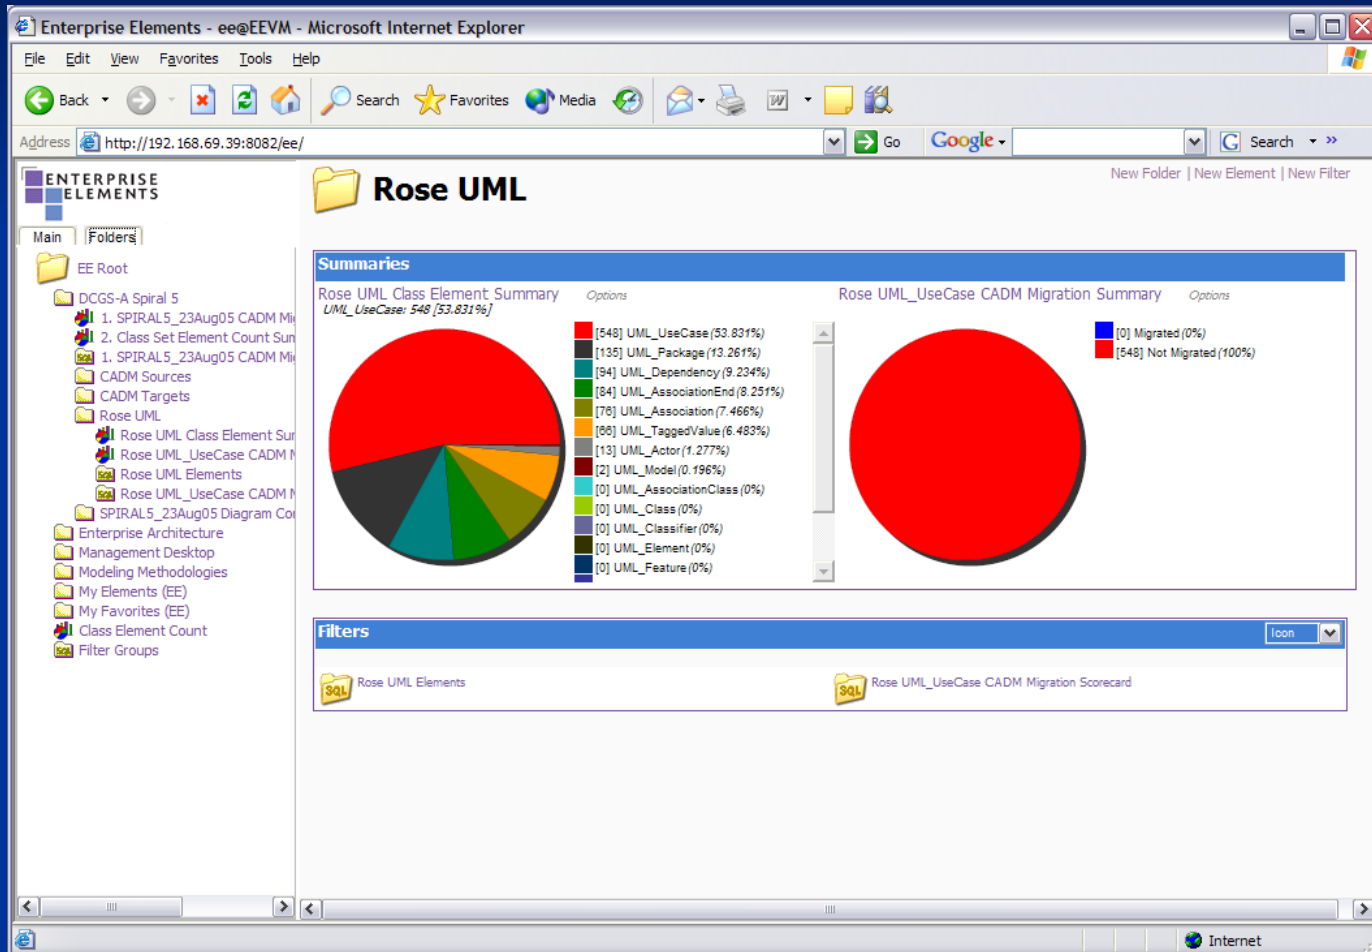 Enterprise Elements - ee@EEVM - Microsoft Internet Explorer
File Edit View Favorites Tools Help
Back Search Favorites Media W
Address http://192.168.69.39:8082/ee/ Go Google G Search »
ENTERPRISE
ELEMENTS
Main Folders
EE Root
DCGS-A Spiral 5
1. SPIRAL5_23Aug05 CADM Mi
2. Class Set Element Count Sum
SQL 1. SPIRAL5_23Aug05 CADM Mi
CADM Sources
CADM Targets
Rose UML
Rose UML Class Element Sur
Rose UML_UseCase CADM M
SQL Rose UML Elements
SQL Rose UML_UseCase CADM M
SPIRAL5_23Aug05 Diagram Co
Enterprise Architecture
Management Desktop
Modeling Methodologies
My Elements (EE)
My Favorites (EE)
Class Element Count
SQL Filter Groups
Rose UML
New Folder | New Element | New Filter
Summaries
Rose UML Class Element Summary Options
UML_UseCase: 548 [53.831%]
[548] UML_UseCase (53.831%)
[135] UML_Package (13.261%)
[94] UML_Dependency (9.234%)
[84] UML_AssociationEnd (8.251%)
[76] UML_Association (7.466%)
[66] UML_TaggedValue (6.483%)
[13] UML_Actor (1.277%)
[2] UML_Model (0.196%)
[0] UML_AssociationClass (0%)
[0] UML_Class (0%)
[0] UML_Classifier (0%)
[0] UML_Element (0%)
[0] UML_Feature (0%)
Rose UML_UseCase CADM Migration Summary Options
[0] Migrated (0%)
[548] Not Migrated (100%)
Filters Icon
SQL Rose UML Elements
SQL Rose UML_UseCase CADM Migration Scorecard
Internet